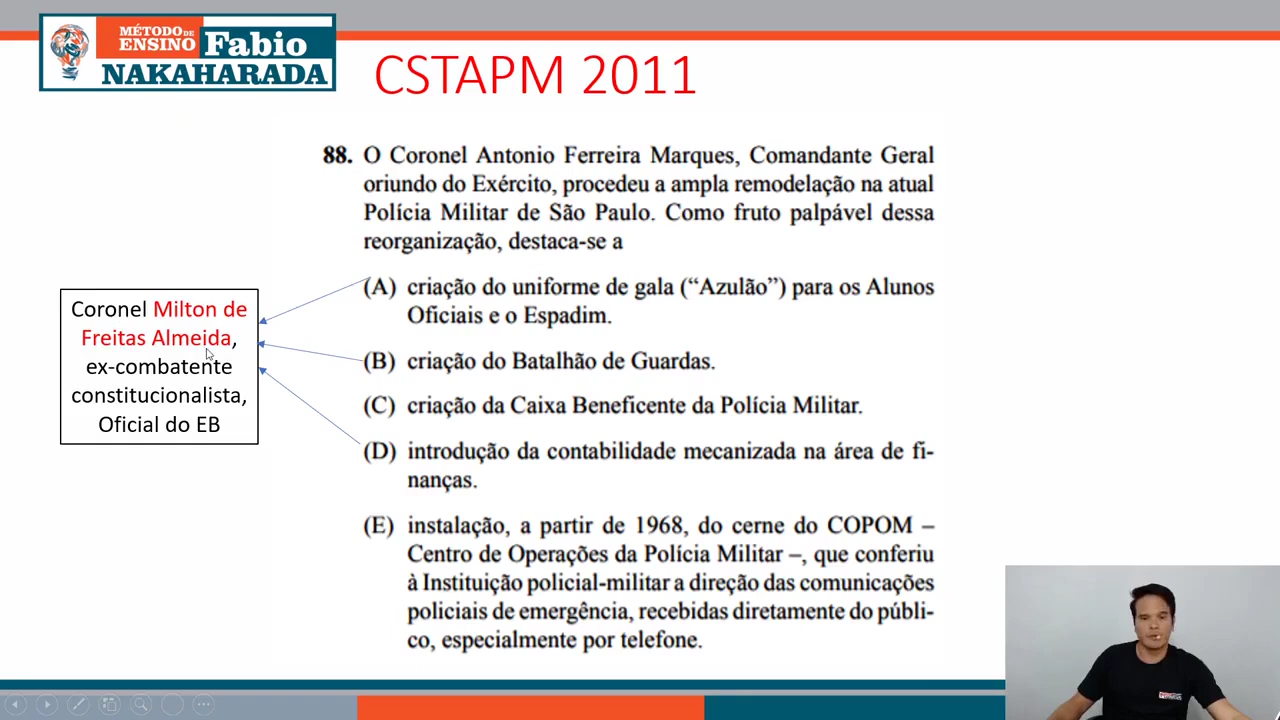 MÉTODO DE
ENSINO Fabio
NAKAHARADA
CSTAPM 2011
88. O Coronel Antonio Ferreira Marques, Comandante Geral
oriundo do Exército, procedeu a ampla remodelação na atual
Polícia Militar de São Paulo. Como fruto palpável dessa
reorganização, destaca-se a
(A) criação do uniforme de gala (“Azulão”) para os Alunos
Oficiais e o Espadim.
(B) criação do Batalhão de Guardas.
(C) criação da Caixa Beneficente da Polícia Militar.
(D) introdução da contabilidade mecanizada na área de fi-
nanças.
(E) instalação, a partir de 1968, do cerne do COPOM –
Centro de Operações da Polícia Militar –, que conferiu
à Instituição policial-militar a direção das comunicações
policiais de emergência, recebidas diretamente do públi-
co, especialmente por telefone.
Coronel Milton de
Freitas Almeida,
ex-combatente
constitucionalista,
Oficial do EB